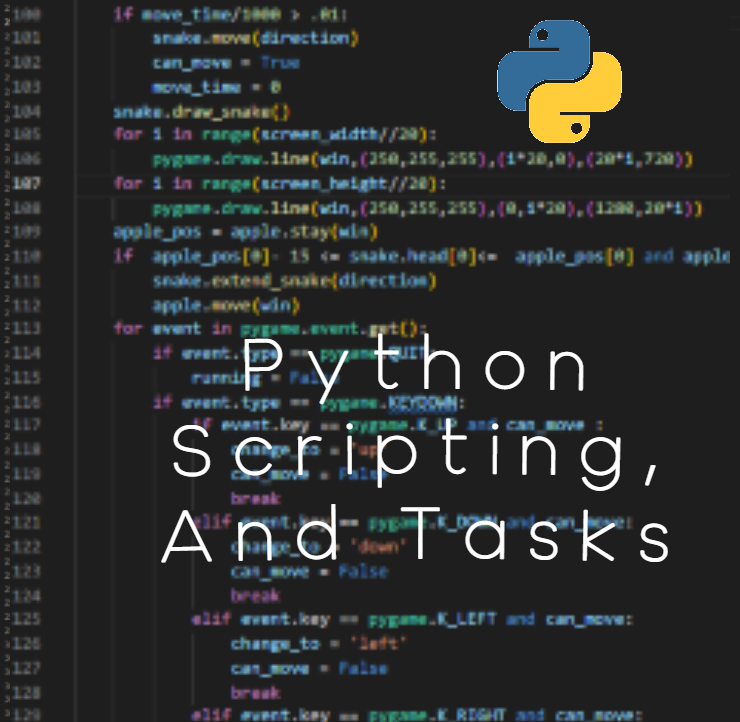 100 if move_time/1000 > .01:
101 snake.move(direction)
102 can_move = True
103 move_time = 0
104 snake.draw_snake()
105 for i in range(screen_width//20):
106 pygame.draw.line(win,(250,255,255),(i*20,0),(20*i,720))
107 for i in range(screen_height//20):
108 pygame.draw.line(win,(250,255,255),(0,i*20),(1280,20*i))
109 apple_pos = apple.stay(win)
110 if apple_pos[0]- 15 <= snake.head[0]<= apple_pos[0] and apple
111 snake.extend_snake(direction)
112 apple.move(win)
113 for event in pygame.event.get():
114 if event.type == pygame.QUIT:
115 running = False
116 if event.type == pygame.KEYDOWN:
117 if event.key == pygame.K_UP and can_move :
118 change_to = 'up'
119 can_move = False
120 break
121 elif event.key == pygame.K_DOWN and can_move:
122 change_to = 'down'
123 can_move = False
124 break
125 elif event.key == pygame.K_LEFT and can_move:
126 change_to = 'left'
127 can_move = False
128 break
129 elif event.key == pygame.K_RIGHT and can_move:
Python
Scripting,
And Tasks